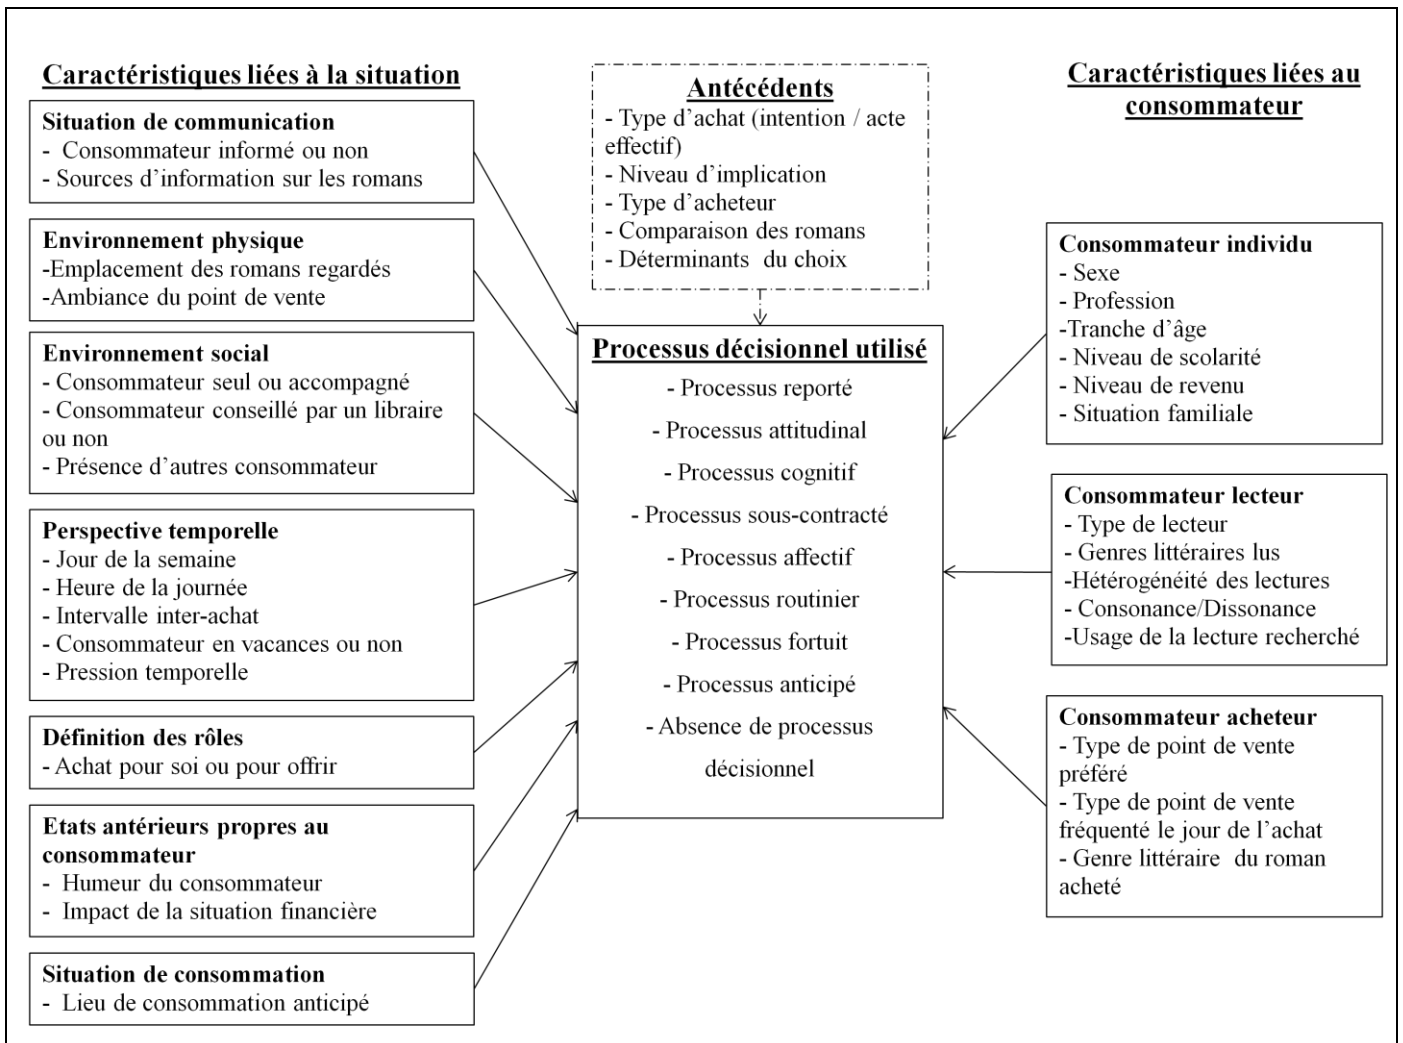 Caractéristiques liées à la situation
Situation de communication
- Consommateur informé ou non
- Sources d'information sur les romans
Environnement physique
-Emplacement des romans regardés
-Ambiance du point de vente
Environnement social
- Consommateur seul ou accompagné
- Consommateur conseillé par un libraire
ou non
- Présence d'autres consommateur
Perspective temporelle
- Jour de la semaine
- Heure de la journée
- Intervalle inter-achat
- Consommateur en vacances ou non
- Pression temporelle
Définition des rôles
- Achat pour soi ou pour offrir
Etats antérieurs propres au
consommateur
- Humeur du consommateur
- Impact de la situation financière
Situation de consommation
- Lieu de consommation anticipé
Antécédents
- Type d'achat (intention / acte
effectif)
- Niveau d'implication
- Type d'acheteur
- Comparaison des romans
- Déterminants du choix
Processus décisionnel utilisé
- Processus reporté
- Processus attitudinal
- Processus cognitif
- Processus sous-contracté
- Processus affectif
- Processus routinier
- Processus fortuit
- Processus anticipé
- Absence de processus
décisionnel
Caractéristiques liées au
consommateur
Consommateur individu
- Sexe
- Profession
-Tranche d'âge
- Niveau de scolarité
- Niveau de revenu
- Situation familiale
Consommateur lecteur
- Type de lecteur
- Genres littéraires lus
-Hétérogénéité des lectures
- Consonance/Dissonance
-Usage de la lecture recherché
Consommateur acheteur
- Type de point de vente
préféré
- Type de point de vente
fréquenté le jour de l'achat
- Genre littéraire du roman
acheté